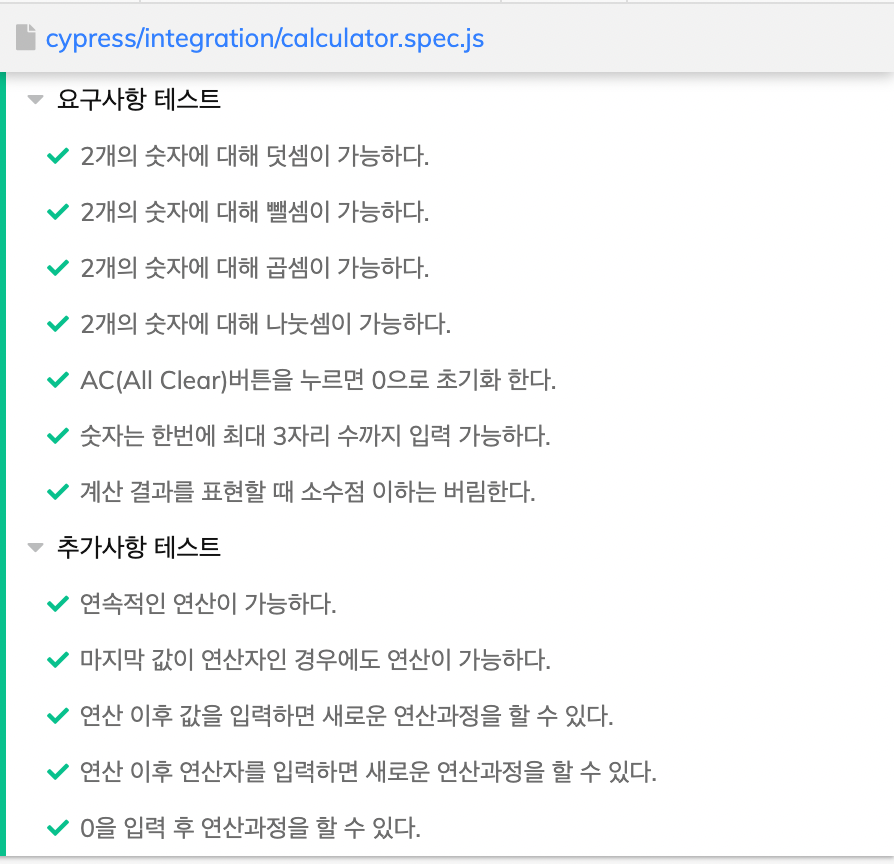 cypress/integration/calculator.spec.js
요구사항 테스트
2개의 숫자에 대해 덧셈이 가능하다.
2개의 숫자에 대해 뺄셈이 가능하다.
2개의 숫자에 대해 곱셈이 가능하다.
2개의 숫자에 대해 나눗셈이 가능하다.
AC(All Clear)버튼을 누르면 0으로 초기화 한다.
숫자는 한번에 최대 3자리 수까지 입력 가능하다.
계산 결과를 표현할 때 소수점 이하는 버림한다.
추가사항 테스트
연속적인 연산이 가능하다.
마지막 값이 연산자인 경우에도 연산이 가능하다.
연산 이후 값을 입력하면 새로운 연산과정을 할 수 있다.
연산 이후 연산자를 입력하면 새로운 연산과정을 할 수 있다.
0을 입력 후 연산과정을 할 수 있다.